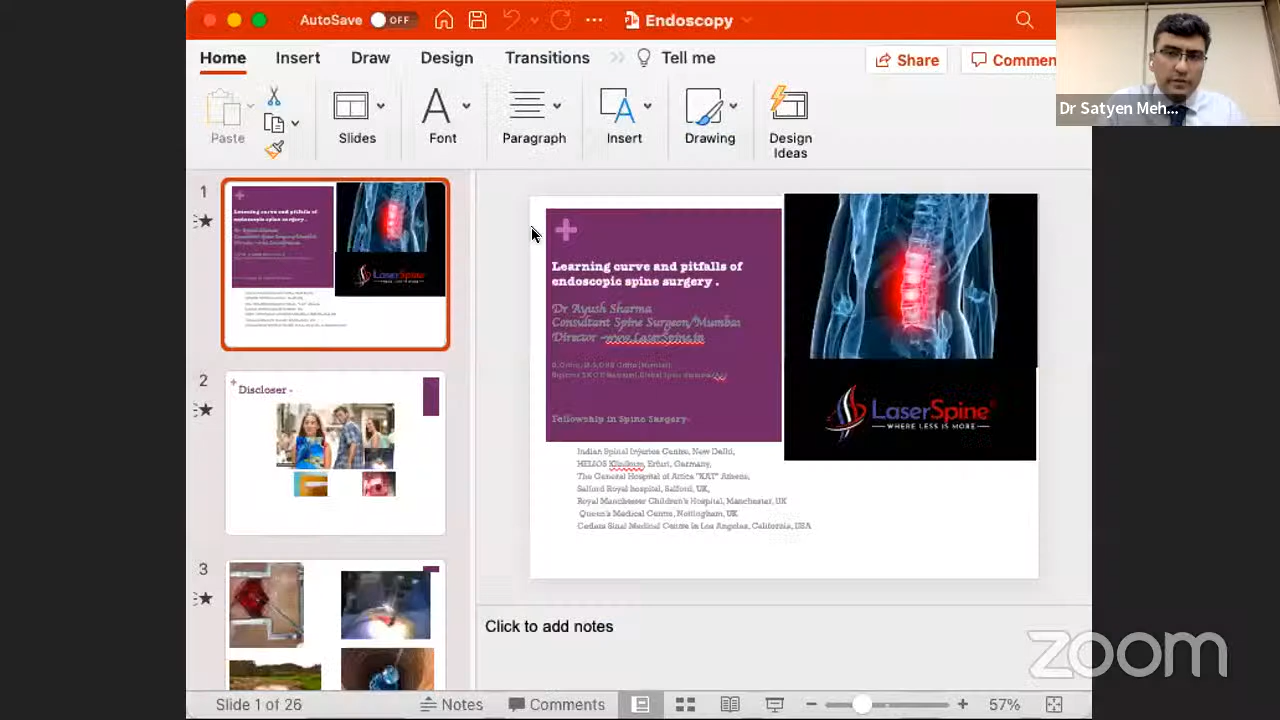 AutoSave OFF
Endoscopy
Home Insert Draw Design Transitions Tell me
Share Commen
Paste
Slides
Font
Paragraph
Insert
Drawing
Design
Ideas
Dr Satyen Meh...
1
2
Discloser -
3
Learning curve and pitfalls of
endoscopic spine surgery .
Dr Ayush Sharma
Consultant Spine Surgeon/Mumbai
Director -www.LaserSpine.in
Fellowship in Spine Surgery-
Indian Spinal Injuries Centre, New Delhi,
HELIOS Klinikum, Erfurt, Germany,
The General Hospital of Attica "KAT" Athens,
Salford Royal hospital, Salford, UK,
Royal Manchester Children's Hospital, Manchester, UK
Queen's Medical Centre, Nottingham, UK
Cedars Sinai Medical Centre in Los Angeles, California, USA
LaserSpine
WHERE LESS IS MORE
Click to add notes
zoom
Slide 1 of 26
Notes
Comments
57%